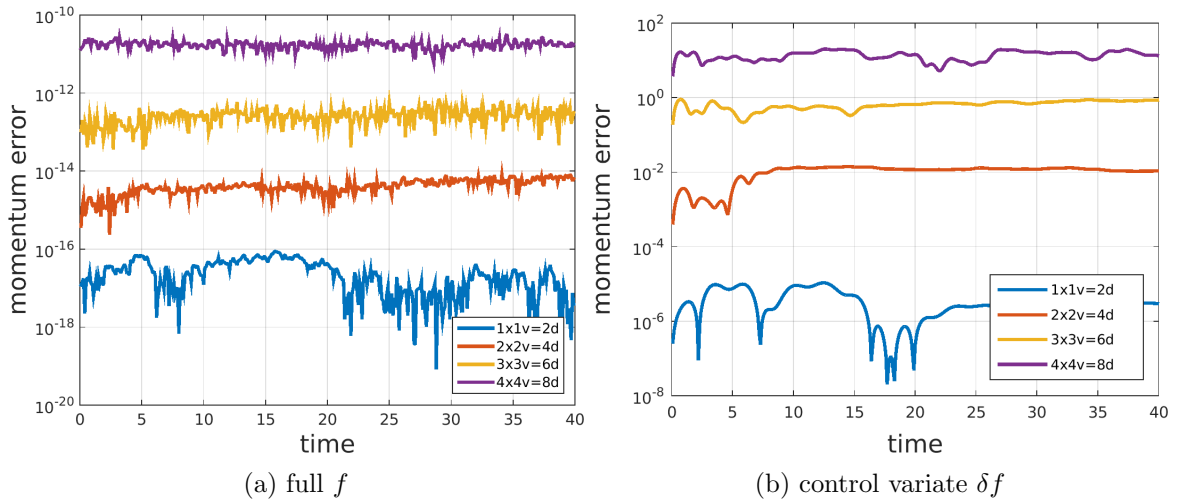 momentum error
10^-10
10^-12
10^-14
10^-16
10^-18
10^-20
0 5 10 15 20 25 30 35 40
time
1x1v=2d
2x2v=4d
3x3v=6d
4x4v=8d
(a) full f
momentum error
10^2
10^0
10^-2
10^-4
10^-6
10^-8
0 5 10 15 20 25 30 35 40
time
1x1v=2d
2x2v=4d
3x3v=6d
4x4v=8d
(b) control variate δf